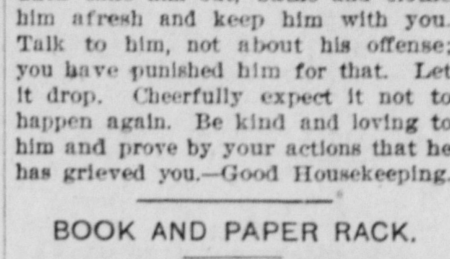 him afresh and keep him with you.
Talk to him, not about his offense;
you have punished him for that. Let
it drop. Cheerfully expect it not to
happen again. Be kind and loving to
him and prove by your actions that he
has grieved you.—Good Housekeeping.
BOOK AND PAPER RACK.